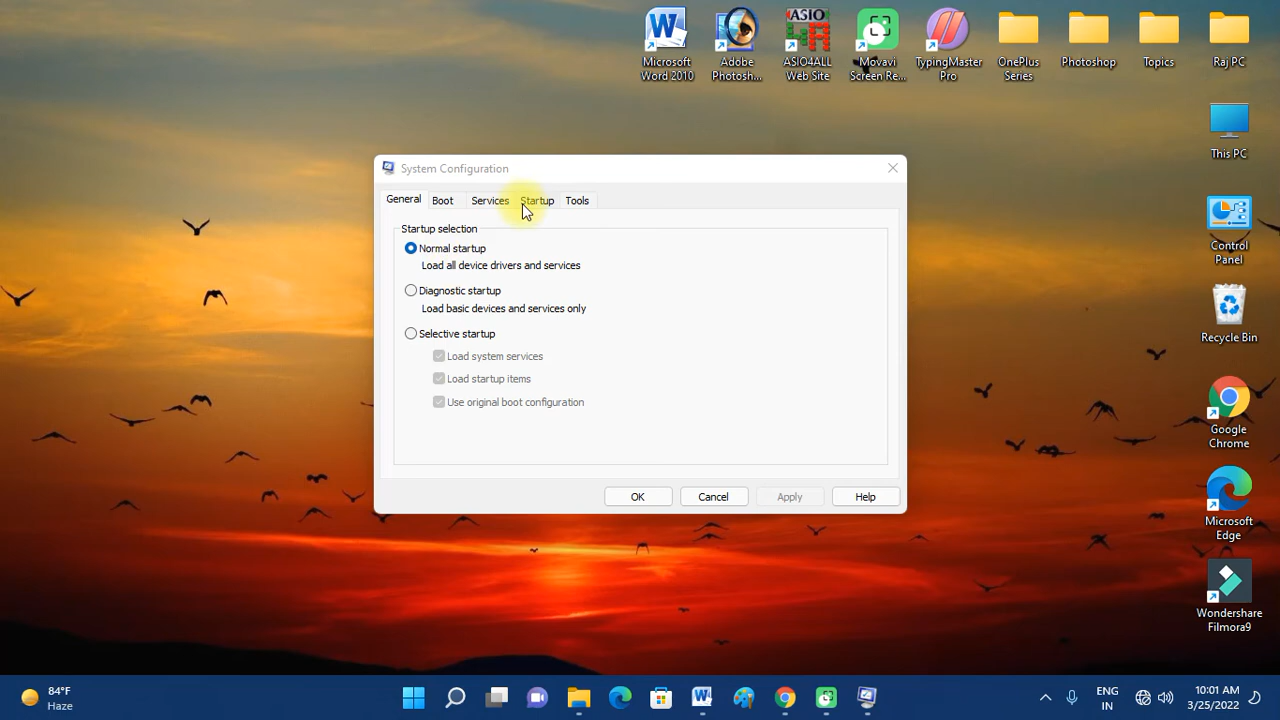 Microsoft
Word 2010
Adobe
Photosh...
ASIO
ASIO4ALL
Web Site
Movavi
Screen Re...
TypingMaster
Pro
OnePlus
Series
Photoshop
Topics
Raj PC
This PC
Control
Panel
Recycle Bin
Google
Chrome
Microsoft
Edge
Wondershare
Filmora9
System Configuration
General Boot Services Startup Tools
Startup selection
Normal startup
Load all device drivers and services
Diagnostic startup
Load basic devices and services only
Selective startup
Load system services
Load startup items
Use original boot configuration
OK Cancel Apply Help
84°F
Haze
ENG
IN
10:01 AM
3/25/2022